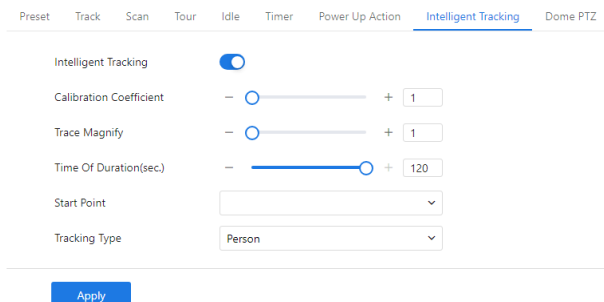 Preset Track Scan Tour Idle Timer Power Up Action Intelligent Tracking Dome PTZ
Intelligent Tracking
Calibration Coefficient − + 1
Trace Magnify − + 1
Time Of Duration(sec.) − + 120
Start Point
Tracking Type Person
Apply